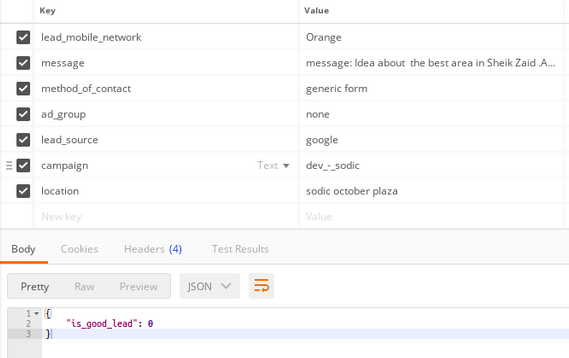 Key Value
lead_mobile_network Orange
message message: Idea about the best area in Sheik Zaid .A...
method_of_contact generic form
ad_group none
lead_source google
campaign Text dev_-_sodic
location sodic october plaza
New key Value
Body Cookies Headers (4) Test Results
Pretty Raw Preview JSON
1 {
2 "is_good_lead": 0
3 }